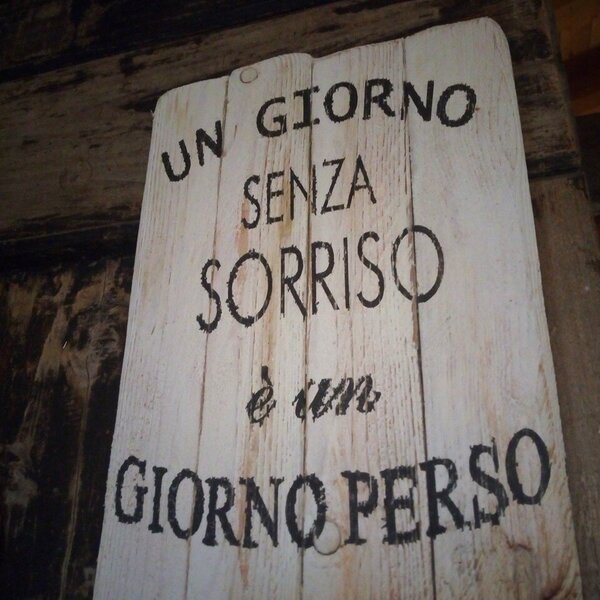 UN GIORNO
SENZA
SORRISO
è un
GIORNO PERSO